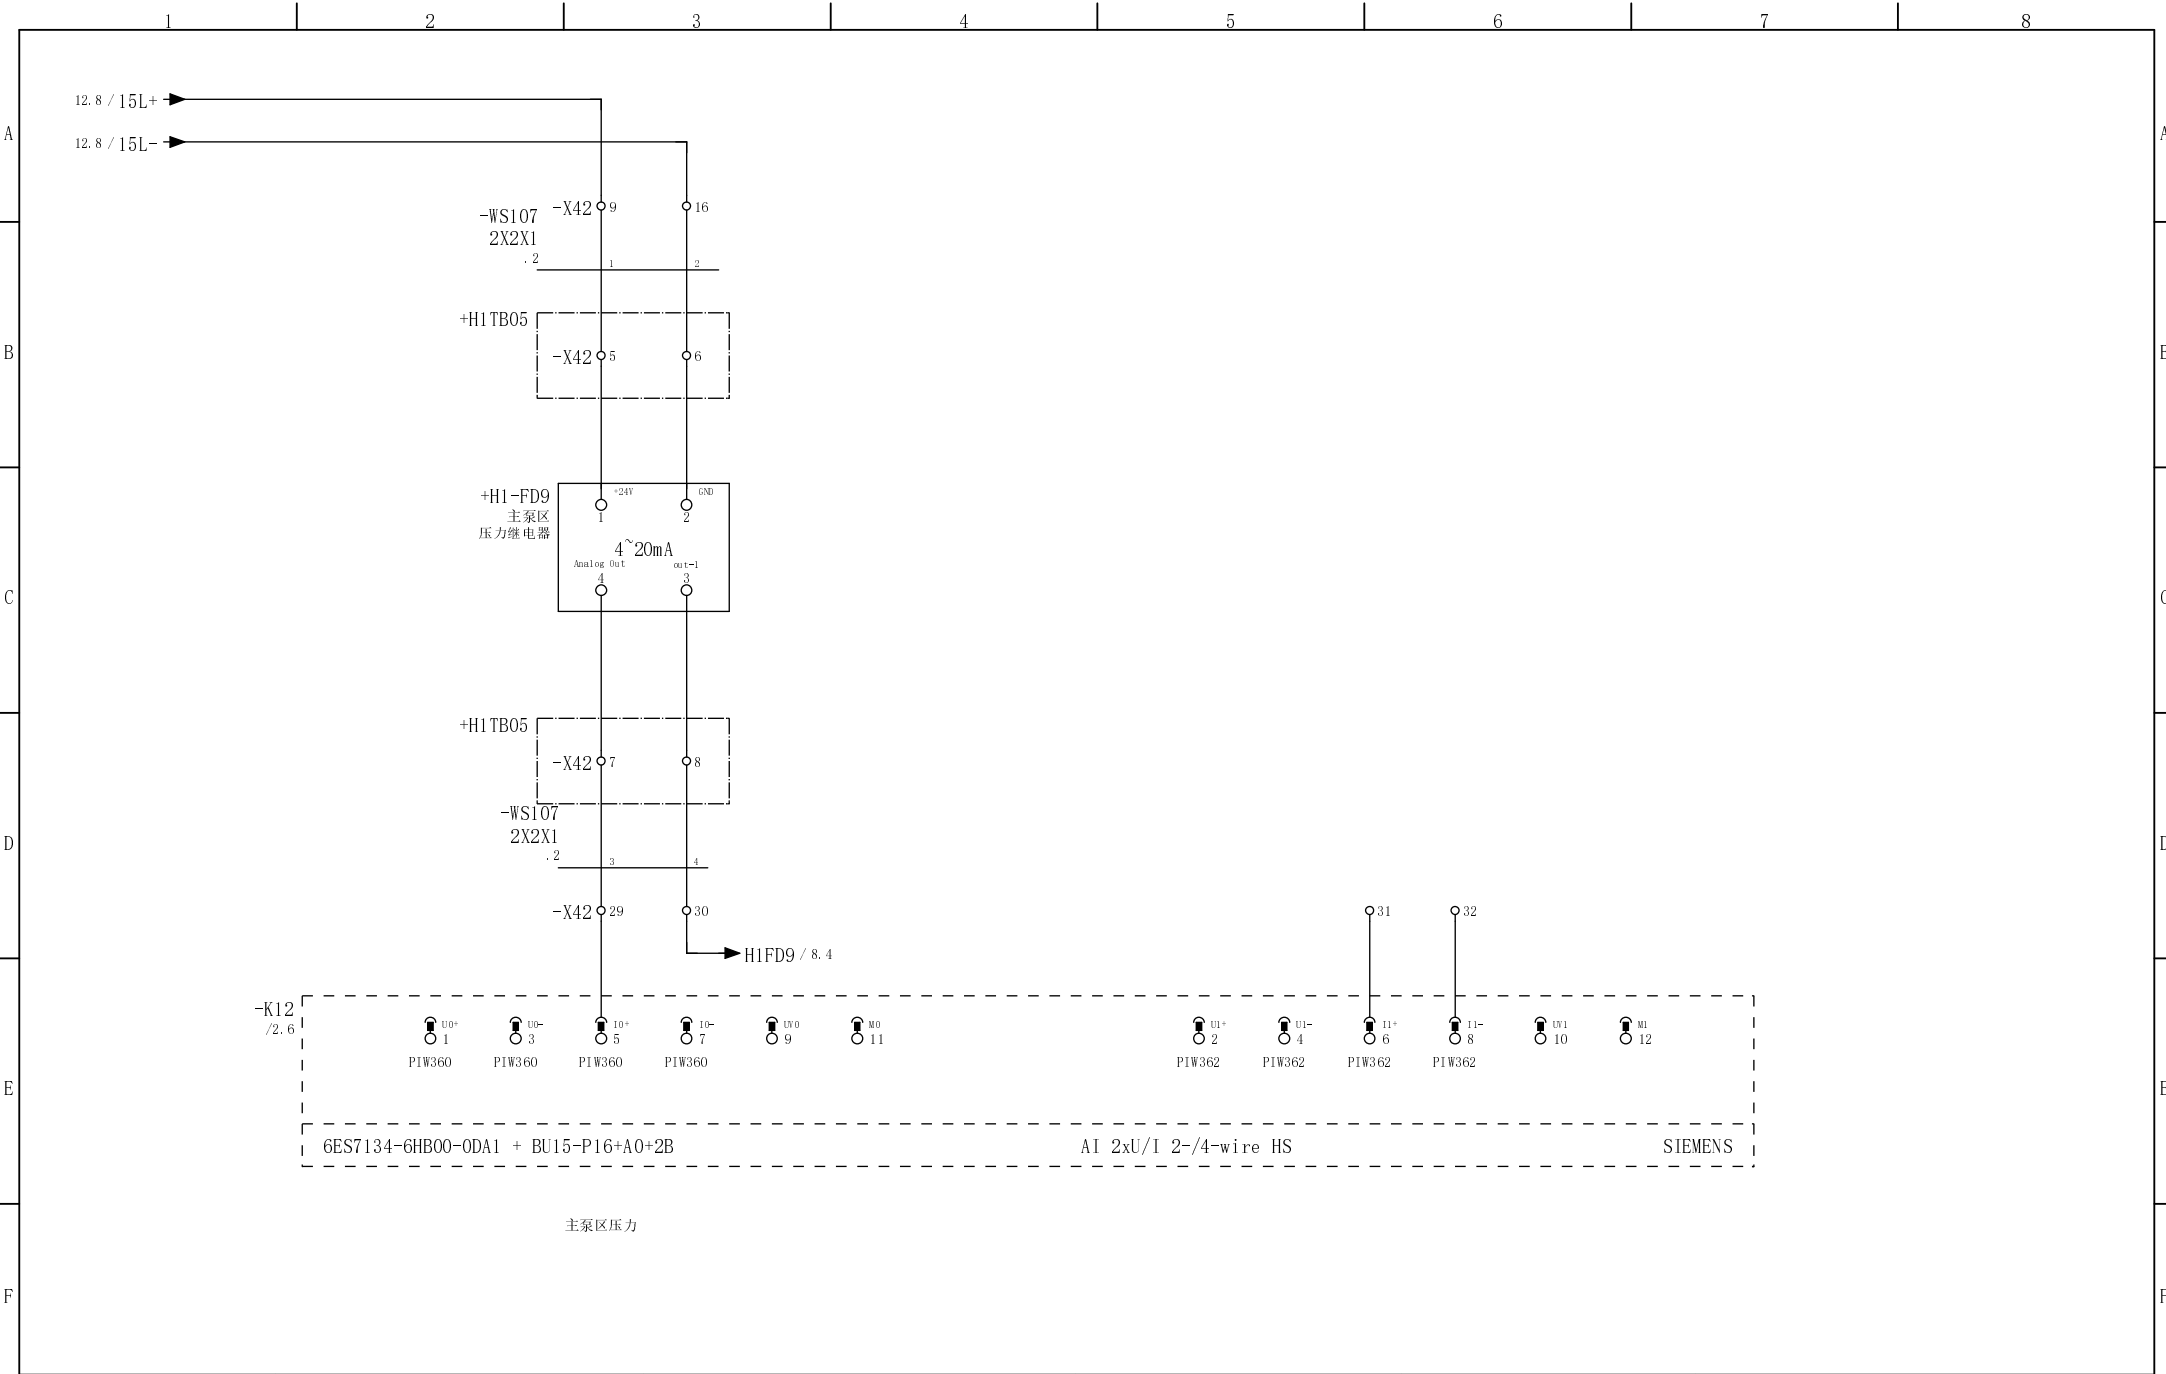 1 2 3 4 5 6 7 8
12.8 / 15L+
A
12.8 / 15L-
-X42 9 16
-WS107
2X2X1
.2
1 2
+H1TB05
B
-X42 5 6
+H1-FD9
主泵区
压力继电器
+24V GND
1 2
4~20mA
Analog Out out-1
4 3
C
+H1TB05
-X42 7 8
-WS107
2X2X1
.2
3 4
D D
-X42 29 30 31 32
H1FD9 / 8.4
-K12
/2.6
U0+ U0- I0+ I0- UV0 M0 U1+ U1- I1+ I1- UV1 M1
1 3 5 7 9 11 2 4 6 8 10 12
PIW360 PIW360 PIW360 PIW360 PIW362 PIW362 PIW362 PIW362
E
6ES7134-6HB00-0DA1 + BU15-P16+A0+2B AI 2xU/I 2-/4-wire HS SIEMENS
主泵区压力
F